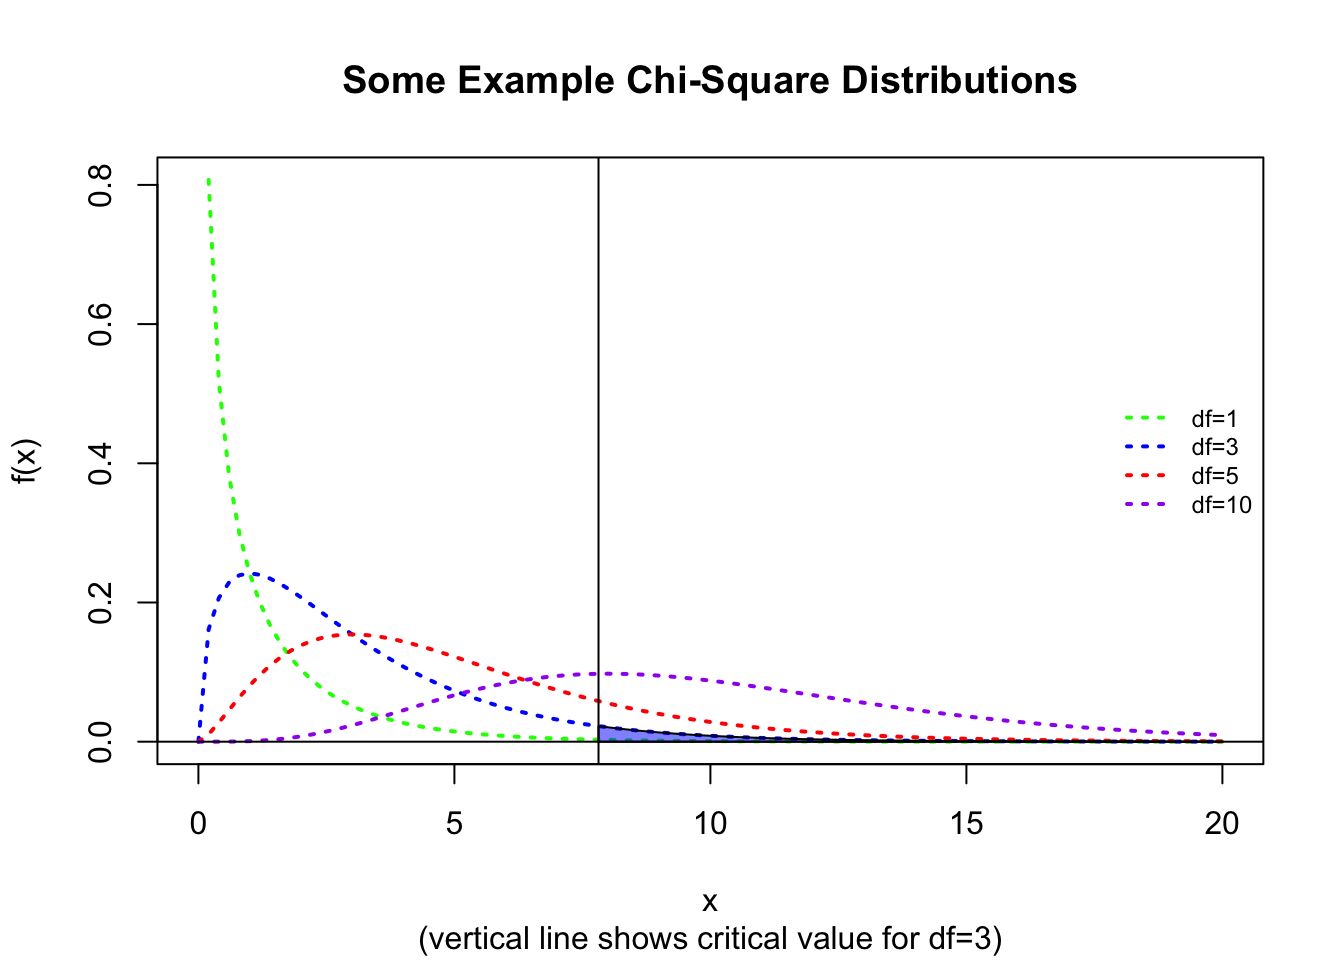 Some Example Chi-Square Distributions
f(x)
0.8
0.6
0.4
0.2
0.0
df=1
df=3
df=5
df=10
0 5 10 15 20
x
(vertical line shows critical value for df=3)